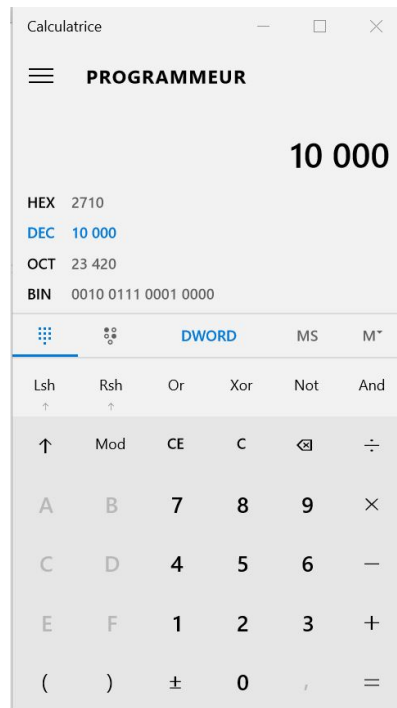 Calculatrice
PROGRAMMEUR
10 000
HEX 2710
DEC 10 000
OCT 23 420
BIN 0010 0111 0001 0000
DWORD MS M
Lsh Rsh Or Xor Not And
↑ ↑
↑ Mod CE C ⌫ ÷
A B 7 8 9 ×
C D 4 5 6 −
E F 1 2 3 +
( ) ± 0 , =